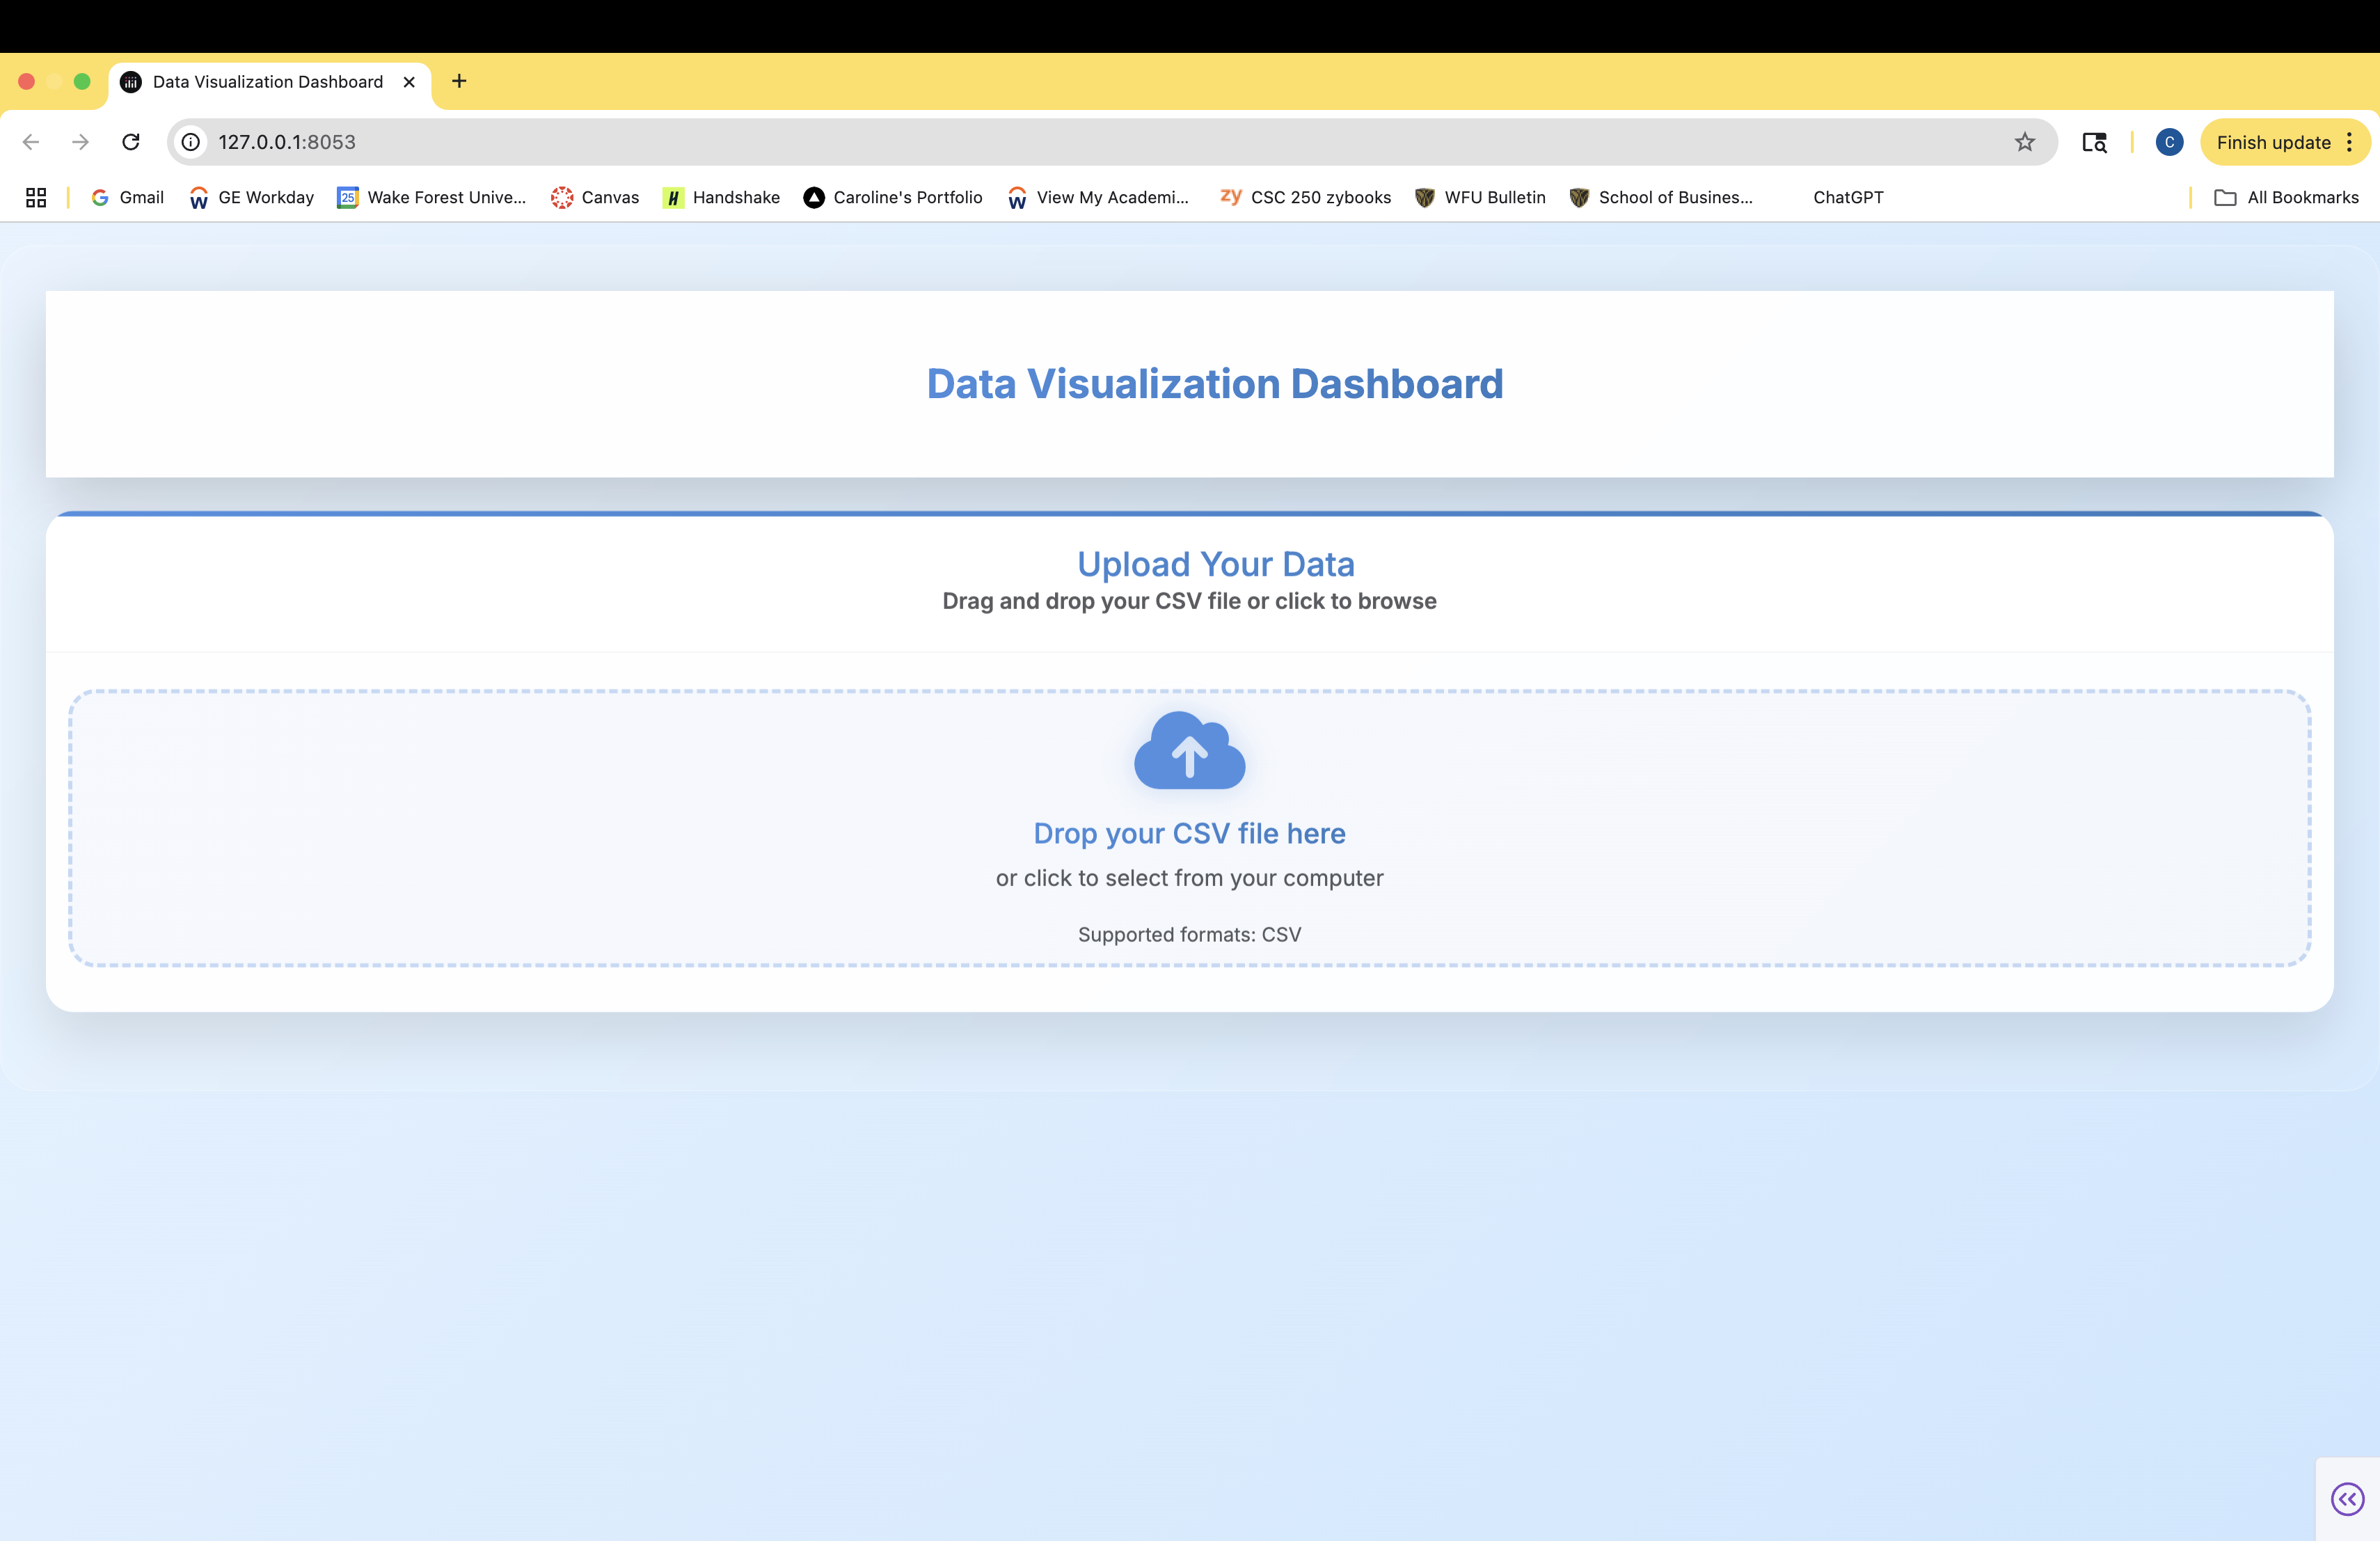 Data Visualization Dashboard
127.0.0.1:8053
C
Finish update
Gmail
W GE Workday
25 Wake Forest Unive...
Canvas
H Handshake
Caroline's Portfolio
W View My Academi...
zy CSC 250 zybooks
WFU Bulletin
School of Busines...
ChatGPT
All Bookmarks
Data Visualization Dashboard
Upload Your Data
Drag and drop your CSV file or click to browse
Drop your CSV file here
or click to select from your computer
Supported formats: CSV